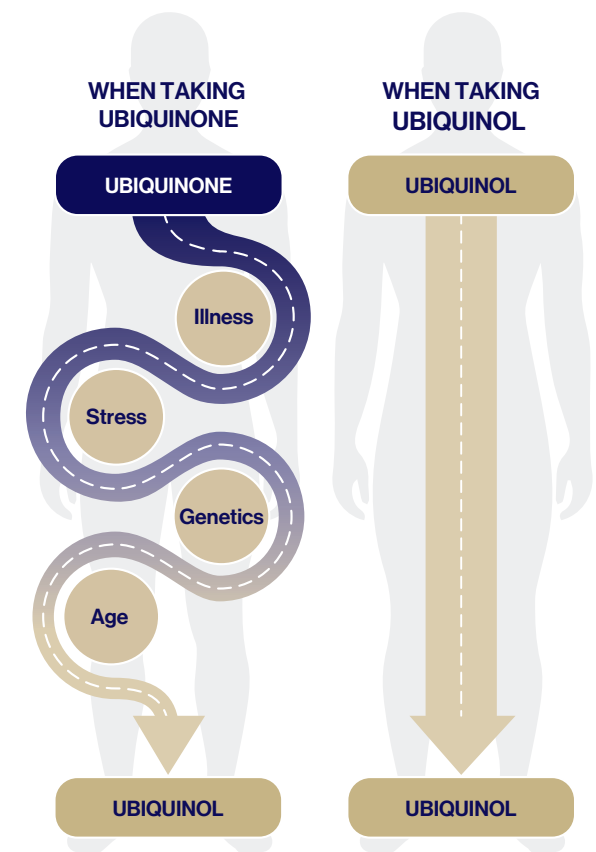 WHEN TAKING
UBIQUINONE
UBIQUINONE
Illness
Stress
Genetics
Age
UBIQUINOL
WHEN TAKING
UBIQUINOL
UBIQUINOL
UBIQUINOL